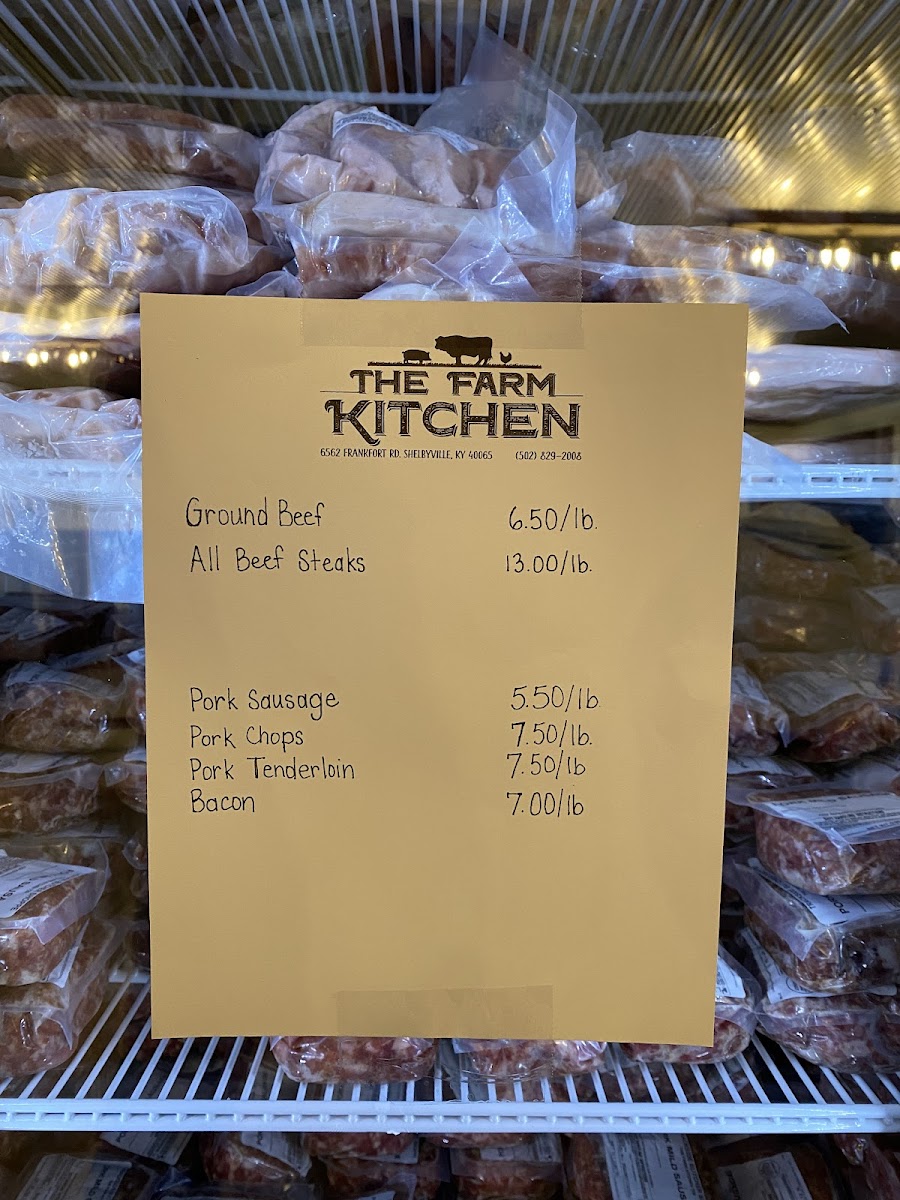 THE FARM
KITCHEN
6562 FRANKFORT RD. SHELBYVILLE, KY 40065 (502) 829-2008
Ground Beef 6.50/lb.
All Beef Steaks 13.00/lb.
Pork Sausage 5.50/lb
Pork Chops 7.50/lb.
Pork Tenderloin 7.50/lb
Bacon 7.00/lb